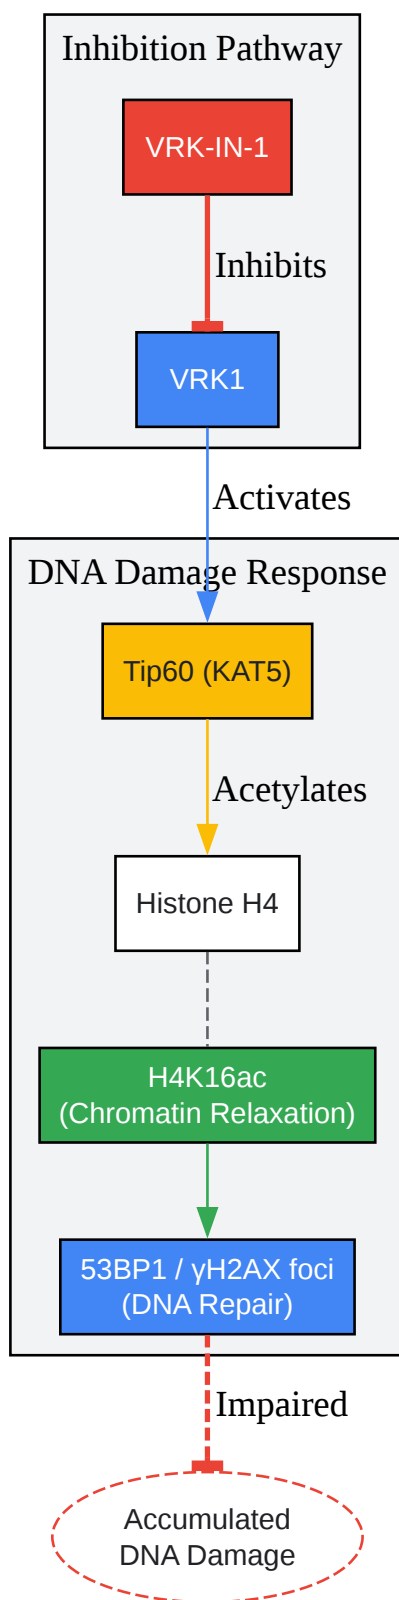 Inhibition Pathway
VRK-IN-1
Inhibits
VRK1
Activates
DNA Damage Response
Tip60 (KAT5)
Acetylates
Histone H4
H4K16ac
(Chromatin Relaxation)
53BP1 / γH2AX foci
(DNA Repair)
Impaired
Accumulated
DNA Damage